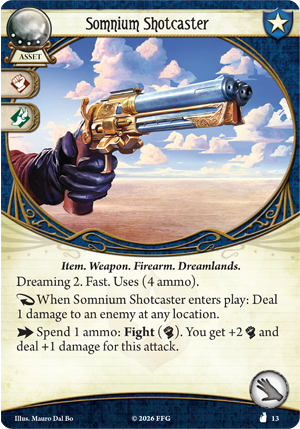 Somnium Shotcaster
ASSET
Item. Weapon. Firearm. Dreamlands.
Dreaming 2. Fast. Uses (4 ammo).
When Somnium Shotcaster enters play: Deal
1 damage to an enemy at any location.
Spend 1 ammo: Fight ( ). You get +2 and
deal +1 damage for this attack.
Illus. Mauro Dal Bo
© 2026 FFG
13